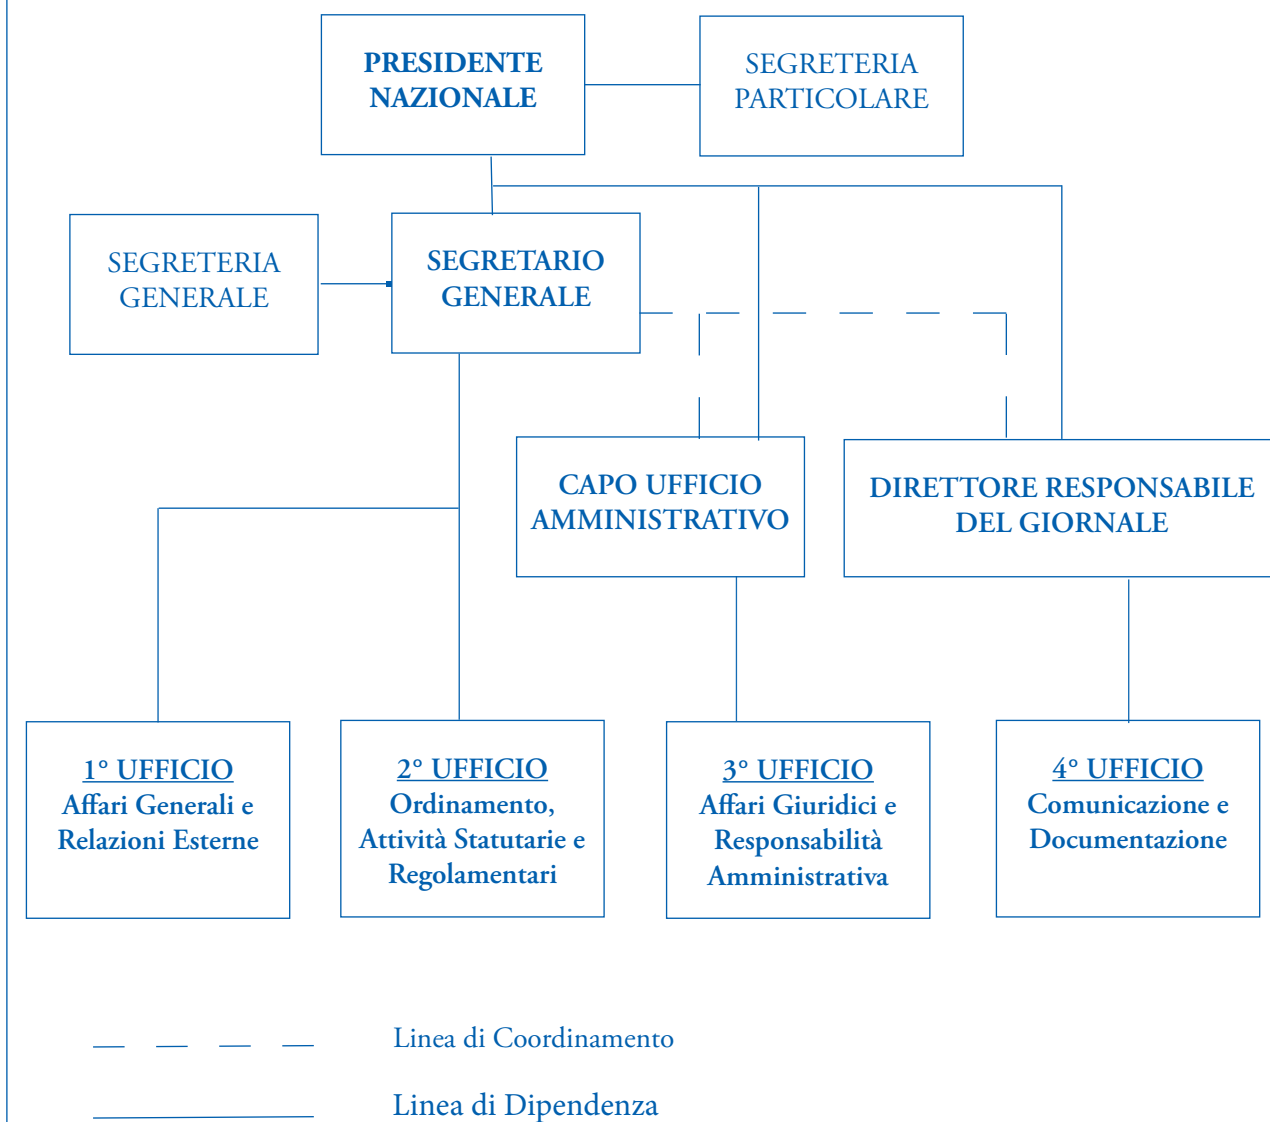 PRESIDENTE
NAZIONALE
SEGRETERIA
PARTICOLARE
SEGRETERIA
GENERALE
SEGRETARIO
GENERALE
CAPO UFFICIO
AMMINISTRATIVO
DIRETTORE RESPONSABILE
DEL GIORNALE
1° UFFICIO
Affari Generali e
Relazioni Esterne
2° UFFICIO
Ordinamento,
Attività Statutarie e
Regolamentari
3° UFFICIO
Affari Giuridici e
Responsabilità
Amministrativa
4° UFFICIO
Comunicazione e
Documentazione
Linea di Coordinamento
Linea di Dipendenza